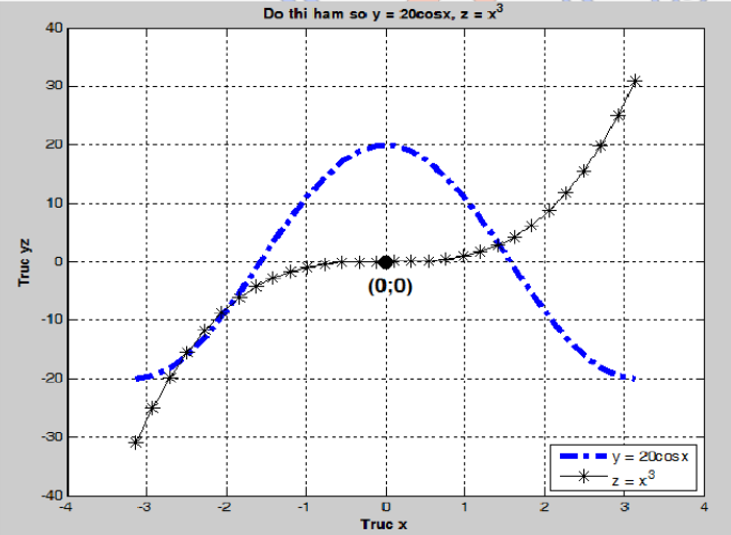 Do thi ham so y = 20cosx, z = x³
40
30
20
10
0
-10
-20
-30
-40
Truc yz
(0;0)
y = 20cosx
z = x³
-4 -3 -2 -1 0 1 2 3 4
Truc x